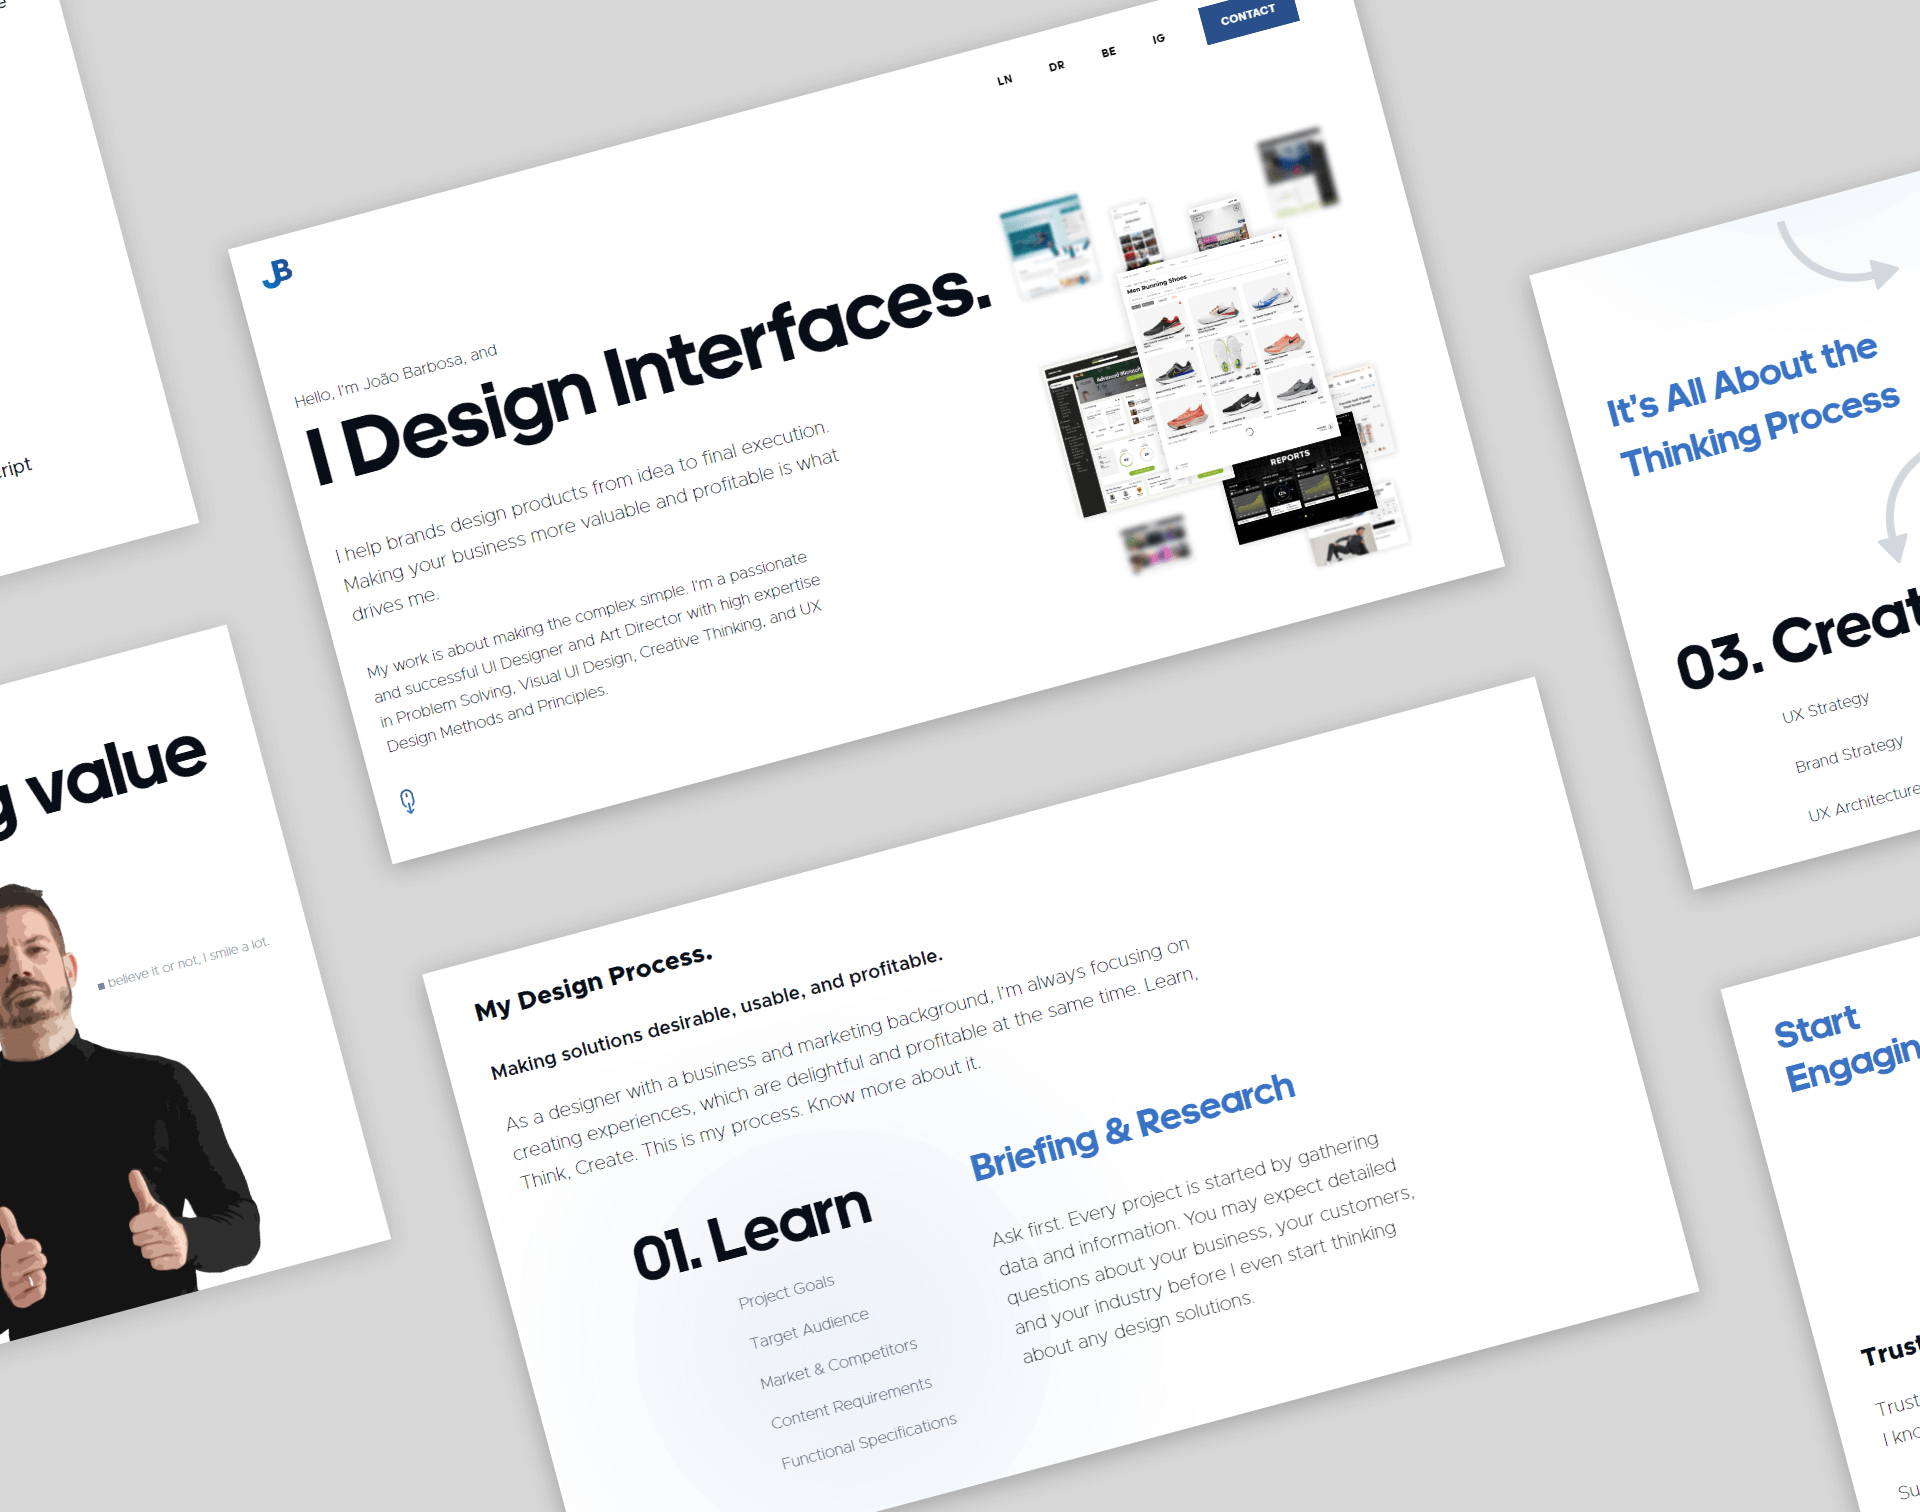 ript
g value
believe it or not, I smile a lot.
JB
LN
DR
BE
IG
CONTACT
Hello, I'm João Barbosa, and
I Design Interfaces.
I help brands design products from idea to final execution.
Making your business more valuable and profitable is what
drives me.
My work is about making the complex simple. I'm a passionate
and successful UI Designer and Art Director with high expertise
in Problem Solving, Visual UI Design, Creative Thinking, and UX
Design Methods and Principles.
Men Running Shoes
REPORTS
My Design Process.
Making solutions desirable, usable, and profitable.
As a designer with a business and marketing background, I'm always focusing on
creating experiences, which are delightful and profitable at the same time. Learn,
Think, Create. This is my process. Know more about it.
01. Learn
Project Goals
Target Audience
Market & Competitors
Content Requirements
Functional Specifications
Briefing & Research
Ask first. Every project is started by gathering
data and information. You may expect detailed
questions about your business, your customers,
and your industry before I even start thinking
about any design solutions.
It's All About the
Thinking Process
03. Creat
UX Strategy
Brand Strategy
UX Architecture
Start
Engagin
Trust
Trust
I kno
Su